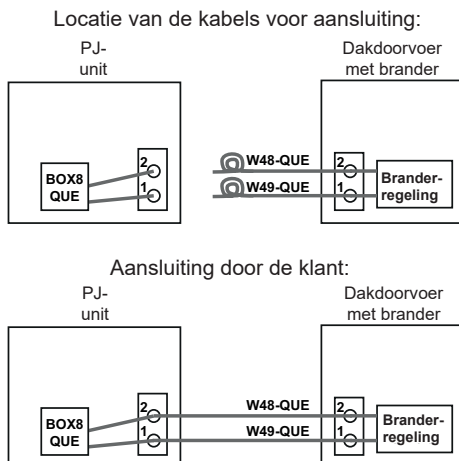 Locatie van de kabels voor aansluiting:
PJ-
unit
Dakdoorvoer
met brander
BOX8
QUE
2
1
W48-QUE
W49-QUE
2
1
Brander-
regeling
Aansluiting door de klant:
PJ-
unit
Dakdoorvoer
met brander
BOX8
QUE
2
1
W48-QUE
W49-QUE
2
1
Brander-
regeling